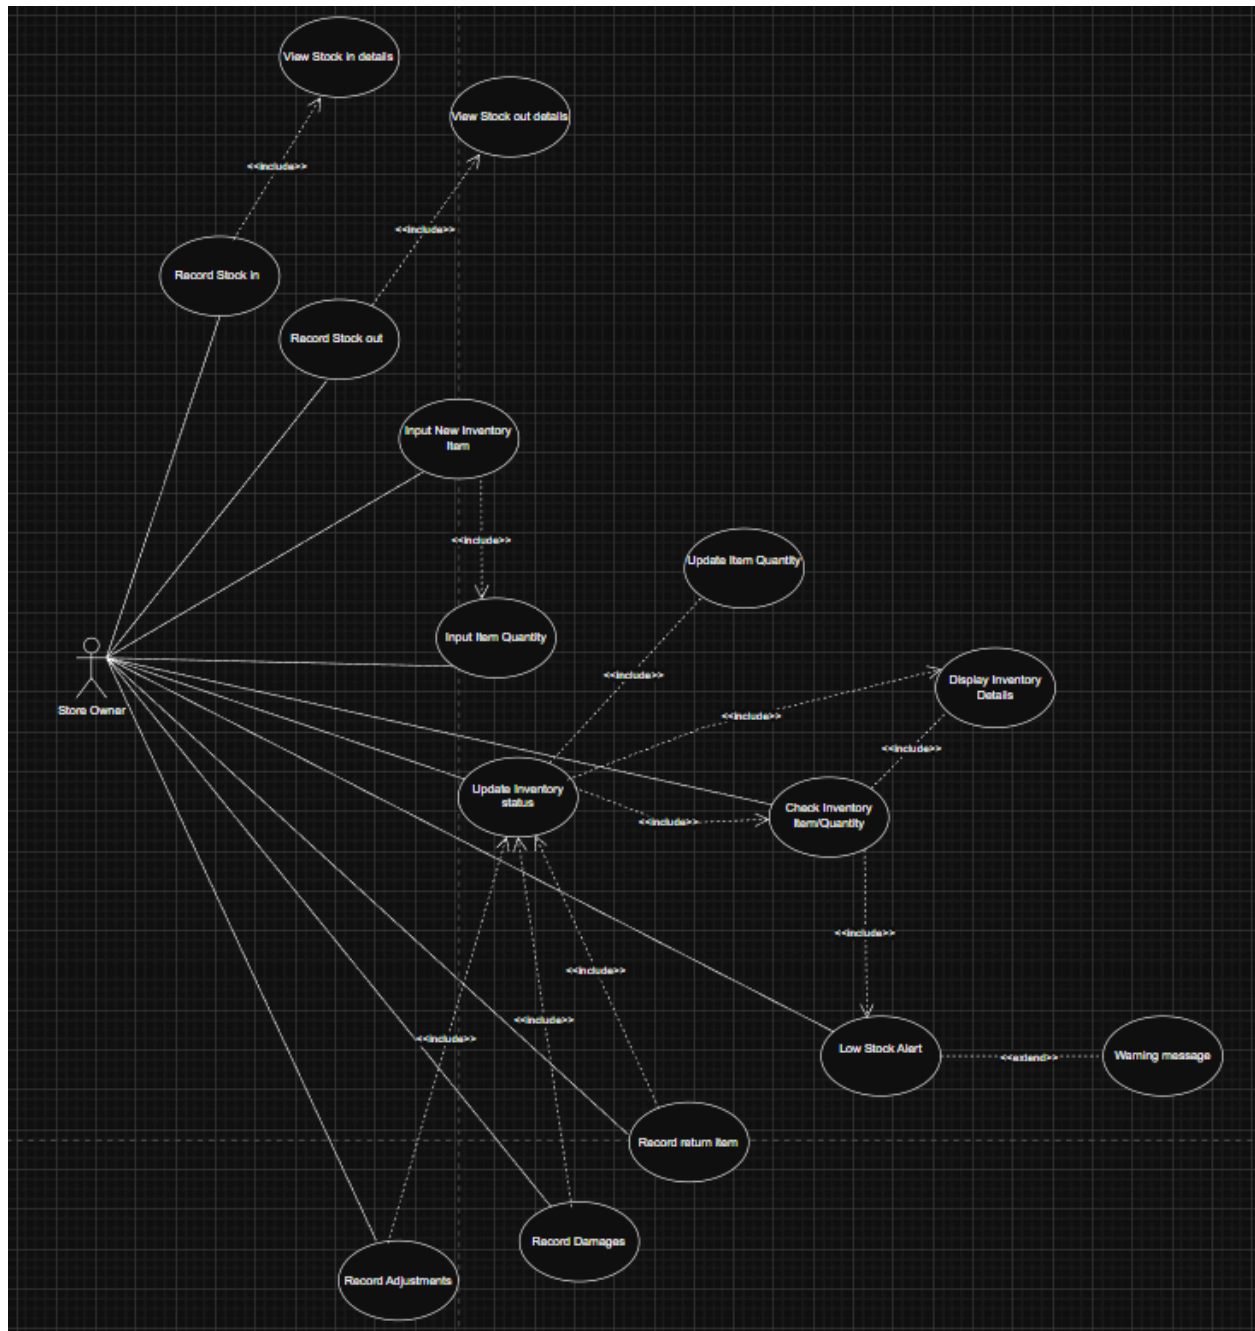 View Stock in details
View Stock out details
<<include>>
<<include>>
Record Stock in
Record Stock out
Input New Inventory
Item
<<include>>
Update Item Quantity
Input Item Quantity
<<include>>
Display Inventory
Details
Store Owner
<<include>>
<<include>>
Update Inventory
status
Check Inventory
Item/Quantity
<<include>>
<<include>>
<<include>>
<<include>>
<<include>>
Low Stock Alert
<<extend>>
Warning message
Record return Item
Record Damages
Record Adjustments